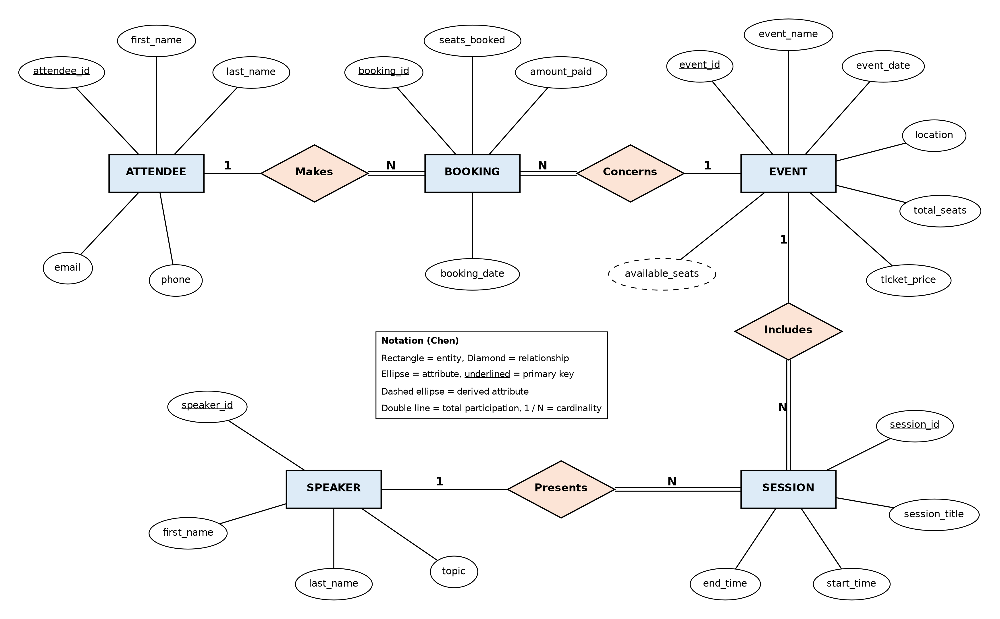 event_name
first_name
seats_booked
attendee_id
last_name
booking_id
amount_paid
event_id
event_date
location
ATTENDEE
1
Makes
N
BOOKING
N
Concerns
1
EVENT
total_seats
1
email
phone
booking_date
available_seats
ticket_price
Includes
Notation (Chen)
Rectangle = entity, Diamond = relationship
Ellipse = attribute, underlined = primary key
Dashed ellipse = derived attribute
Double line = total participation, 1 / N = cardinality
N
speaker_id
session_id
SPEAKER
1
Presents
N
SESSION
first_name
session_title
last_name
topic
end_time
start_time